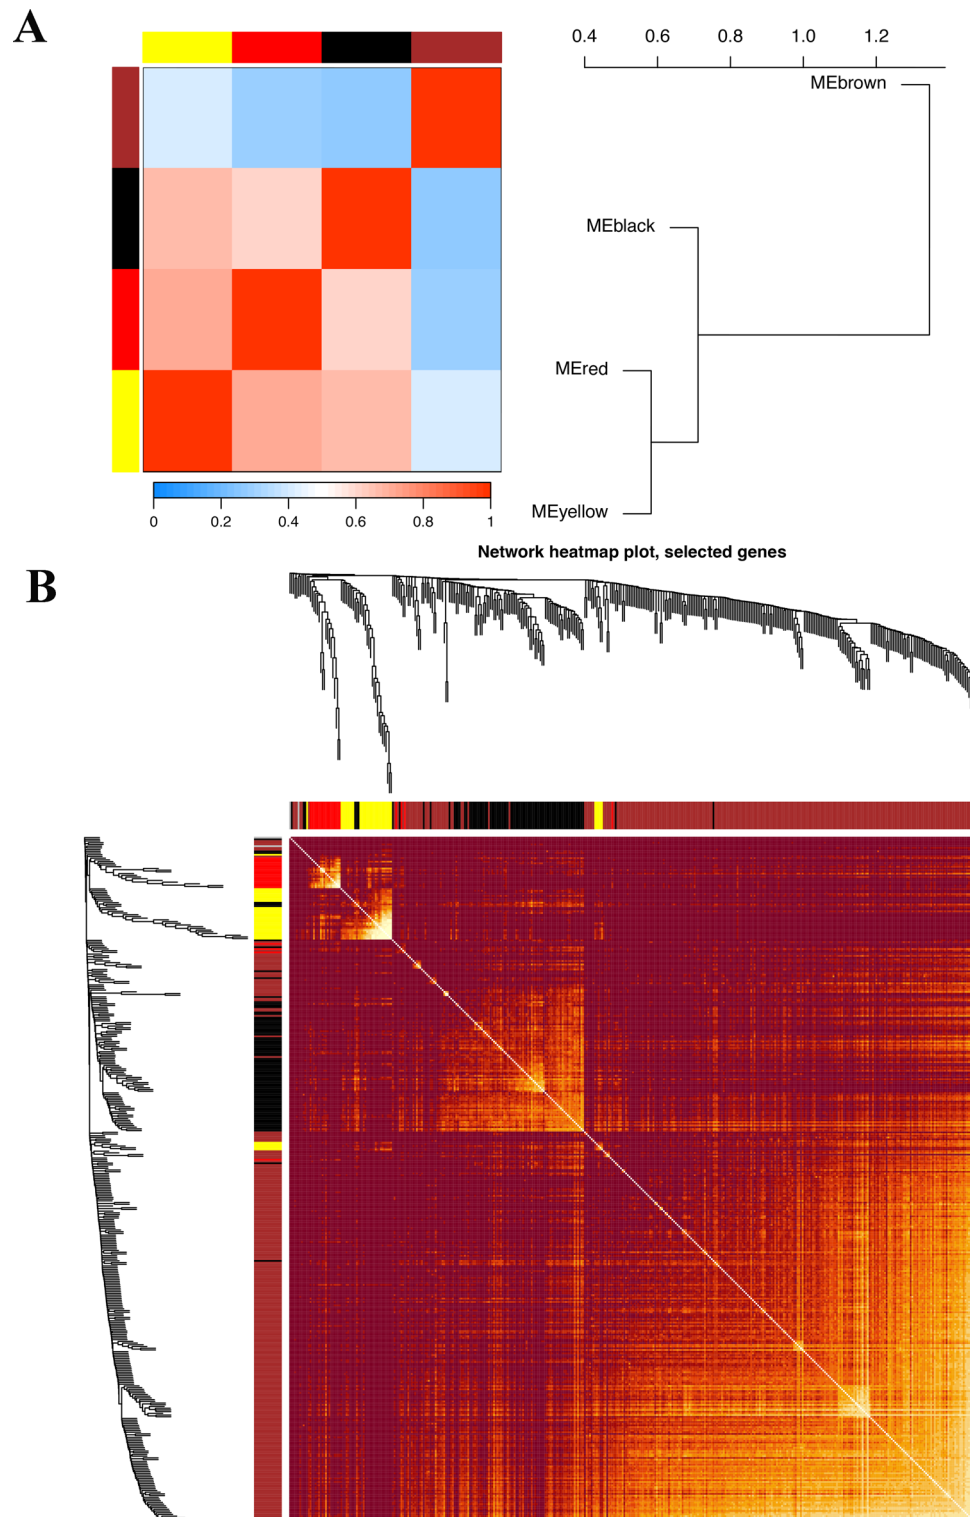 A
0.4 0.6 0.8 1.0 1.2
MEbrown
MEblack
MEred
MEyellow
0 0.2 0.4 0.6 0.8 1
Network heatmap plot, selected genes
B